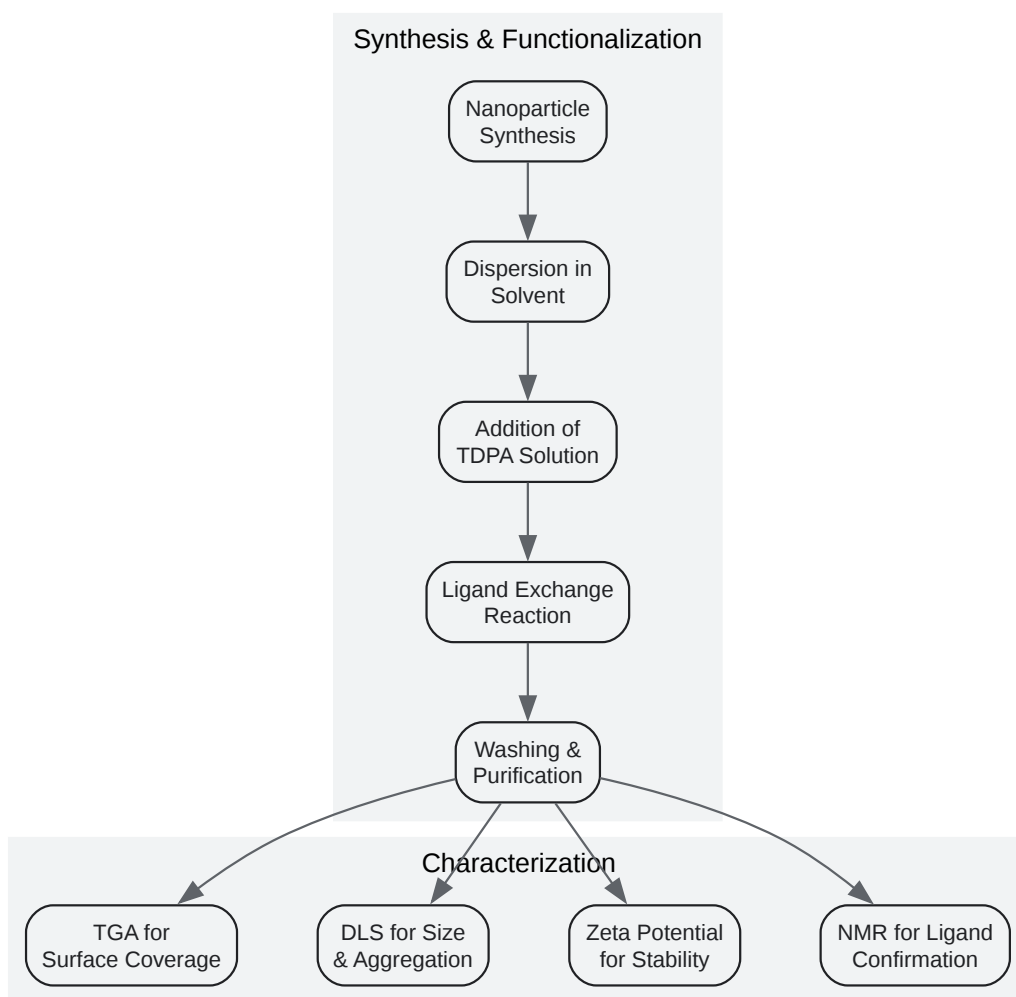 Synthesis & Functionalization
Nanoparticle
Synthesis
Dispersion in
Solvent
Addition of
TDPA Solution
Ligand Exchange
Reaction
Washing &
Purification
Characterization
TGA for
Surface Coverage
DLS for Size
& Aggregation
Zeta Potential
for Stability
NMR for Ligand
Confirmation